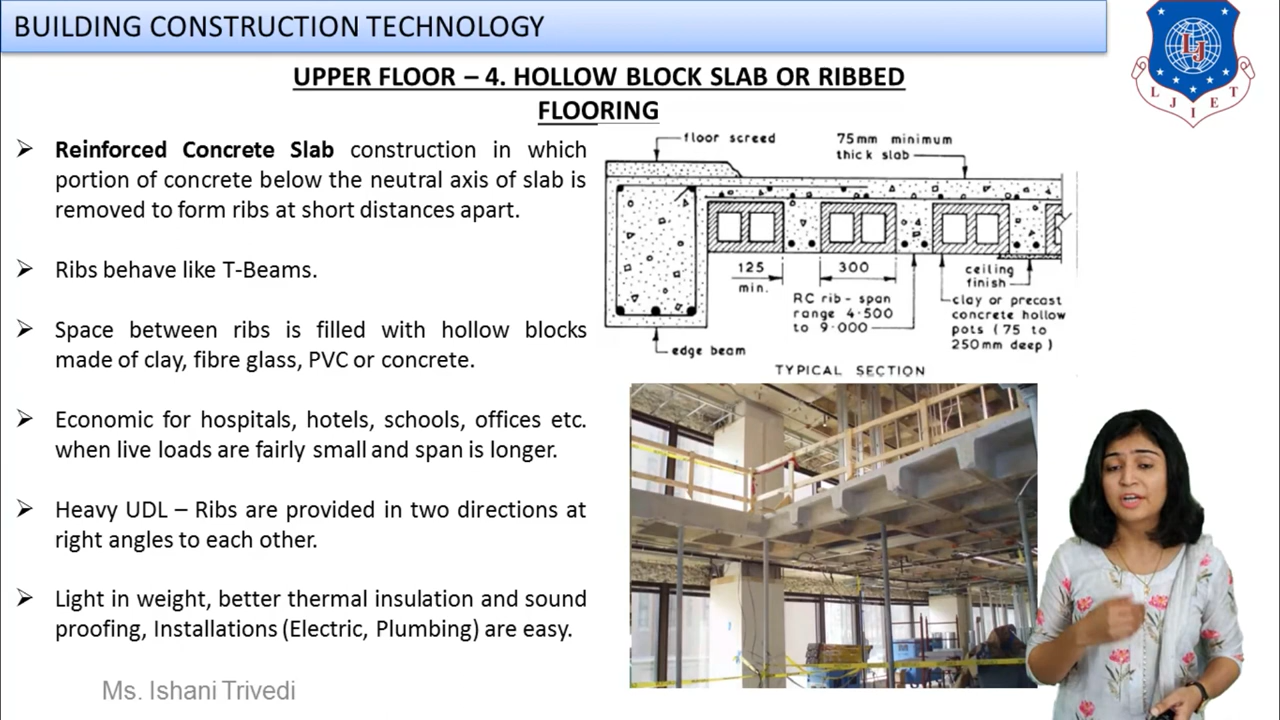 BUILDING CONSTRUCTION TECHNOLOGY
LJ
L J I E T
UPPER FLOOR – 4. HOLLOW BLOCK SLAB OR RIBBED
FLOORING
➢ Reinforced Concrete Slab construction in which
portion of concrete below the neutral axis of slab is
removed to form ribs at short distances apart.
➢ Ribs behave like T-Beams.
➢ Space between ribs is filled with hollow blocks
made of clay, fibre glass, PVC or concrete.
➢ Economic for hospitals, hotels, schools, offices etc.
when live loads are fairly small and span is longer.
➢ Heavy UDL – Ribs are provided in two directions at
right angles to each other.
➢ Light in weight, better thermal insulation and sound
proofing, Installations (Electric, Plumbing) are easy.
floor screed
75mm minimum
thick slab
125
min.
300
RC rib - span
range 4·500
to 9·000
ceiling
finish
clay or precast
concrete hollow
pots (75 to
250mm deep)
edge beam
TYPICAL SECTION
Ms. Ishani Trivedi